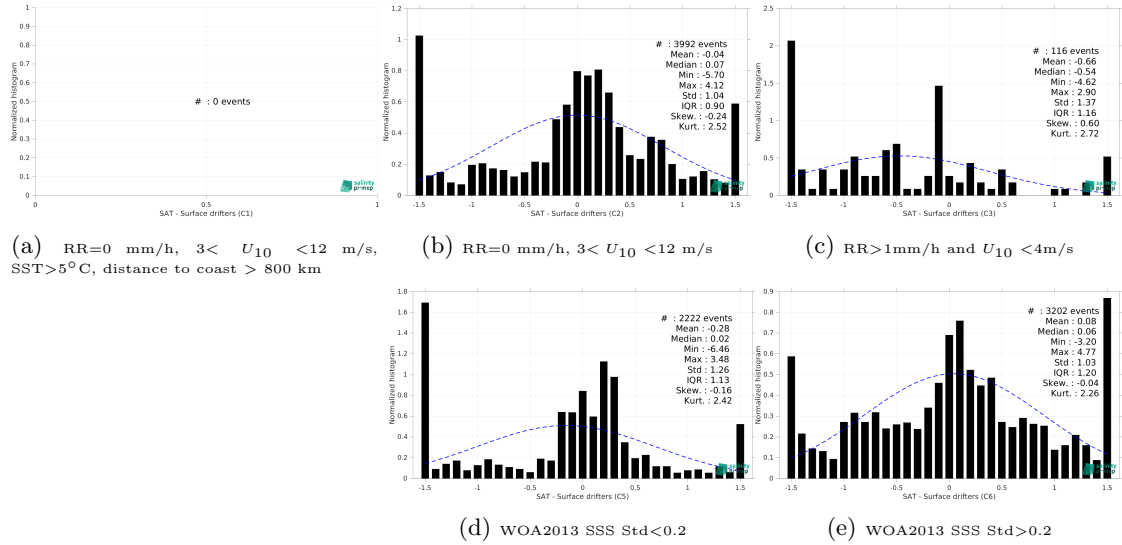 1
0.9
0.8
0.7
0.6
0.5
0.4
0.3
0.2
0.1
0
Normalized histogram
# : 0 events
salinity
pi-mep
0
0.5
1
SAT - Surface drifters (C1)
(a) RR=0 mm/h, 3< U10 <12 m/s,
SST>5°C, distance to coast > 800 km
1.2
1
0.8
0.6
0.4
0.2
0
Normalized histogram
# : 3992 events
Mean : -0.04
Median : 0.07
Min : -5.70
Max : 4.12
Std : 1.04
IQR : 0.90
Skew. : -0.24
Kurt. : 2.52
salinity
pi-mep
-1.5
-1
-0.5
0
0.5
1
1.5
SAT - Surface drifters (C2)
(b) RR=0 mm/h, 3< U10 <12 m/s
2.5
2
1.5
1
0.5
0
Normalized histogram
# : 116 events
Mean : -0.66
Median : -0.54
Min : -4.62
Max : 2.90
Std : 1.37
IQR : 1.16
Skew. : 0.60
Kurt. : 2.72
salinity
pi-mep
-1.5
-1
-0.5
0
0.5
1
1.5
SAT - Surface drifters (C3)
(c) RR>1mm/h and U10 <4m/s
1.8
1.6
1.4
1.2
1
0.8
0.6
0.4
0.2
0
Normalized histogram
# : 2222 events
Mean : -0.28
Median : 0.02
Min : -6.46
Max : 3.48
Std : 1.26
IQR : 1.13
Skew. : -0.16
Kurt. : 2.42
salinity
pi-mep
-1.5
-1
-0.5
0
0.5
1
1.5
SAT - Surface drifters (C5)
(d) WOA2013 SSS Std<0.2
0.9
0.8
0.7
0.6
0.5
0.4
0.3
0.2
0.1
0
Normalized histogram
# : 3202 events
Mean : 0.08
Median : 0.06
Min : -3.20
Max : 4.77
Std : 1.03
IQR : 1.20
Skew. : -0.04
Kurt. : 2.26
salinity
pi-mep
-1.5
-1
-0.5
0
0.5
1
1.5
SAT - Surface drifters (C6)
(e) WOA2013 SSS Std>0.2